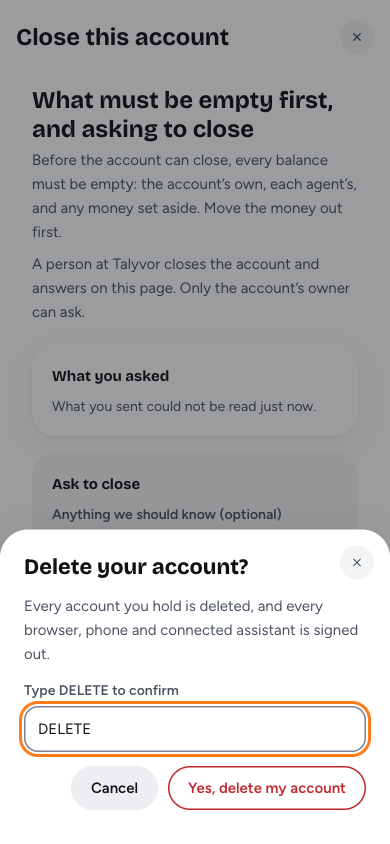 Close this account
What must be empty first,
and asking to close
Before the account can close, every balance
must be empty: the account’s own, each agent’s,
and any money set aside. Move the money out
first.
A person at Talyvor closes the account and
answers on this page. Only the account’s owner
can ask.
What you asked
What you sent could not be read just now.
Ask to close
Anything we should know (optional)
Delete your account?
Every account you hold is deleted, and every
browser, phone and connected assistant is signed
out.
Type DELETE to confirm
DELETE
Cancel
Yes, delete my account